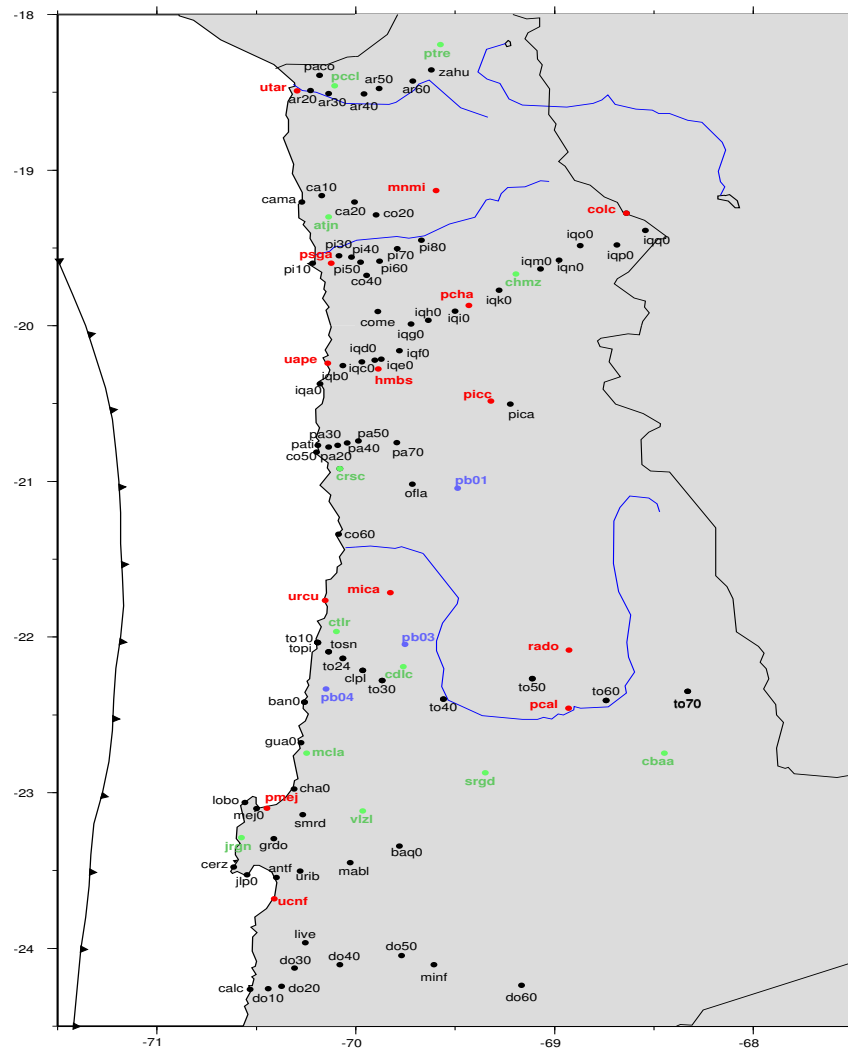 -18
ptre
paco
pccl
ar50
zahu
utar
ar20
ar30
ar40
ar60
-19
ca10
mnmi
cama
ca20
co20
colc
atjn
iqo0
iqq0
pi30
pi40
pi80
psga
pi70
iqm0
iqn0
iqp0
pi10
pi50
pi60
co40
chmz
pcha
iqk0
-20
come
iqh0
iqi0
iqg0
iqd0
iqf0
uape
iqb0
iqc0
iqe0
hmbs
iqa0
picc
pica
pa30
pa50
pati
pa40
pa70
co50
pa20
-21
crsc
ofla
pb01
co60
mica
urcu
ctlr
-22
to10
topi
tosn
pb03
rado
to24
clpl
cdlc
to30
to50
to60
pb04
ban0
to40
pcal
to70
gua0
mcla
cbaa
srgd
-23
cha0
lobo
pmej
mej0
smrd
vlzl
jrgn
grdo
baq0
cerz
jlp0
antf
urib
mabl
ucnf
live
-24
do50
do40
do30
minf
calc
do10
do20
do60
-71
-70
-69
-68